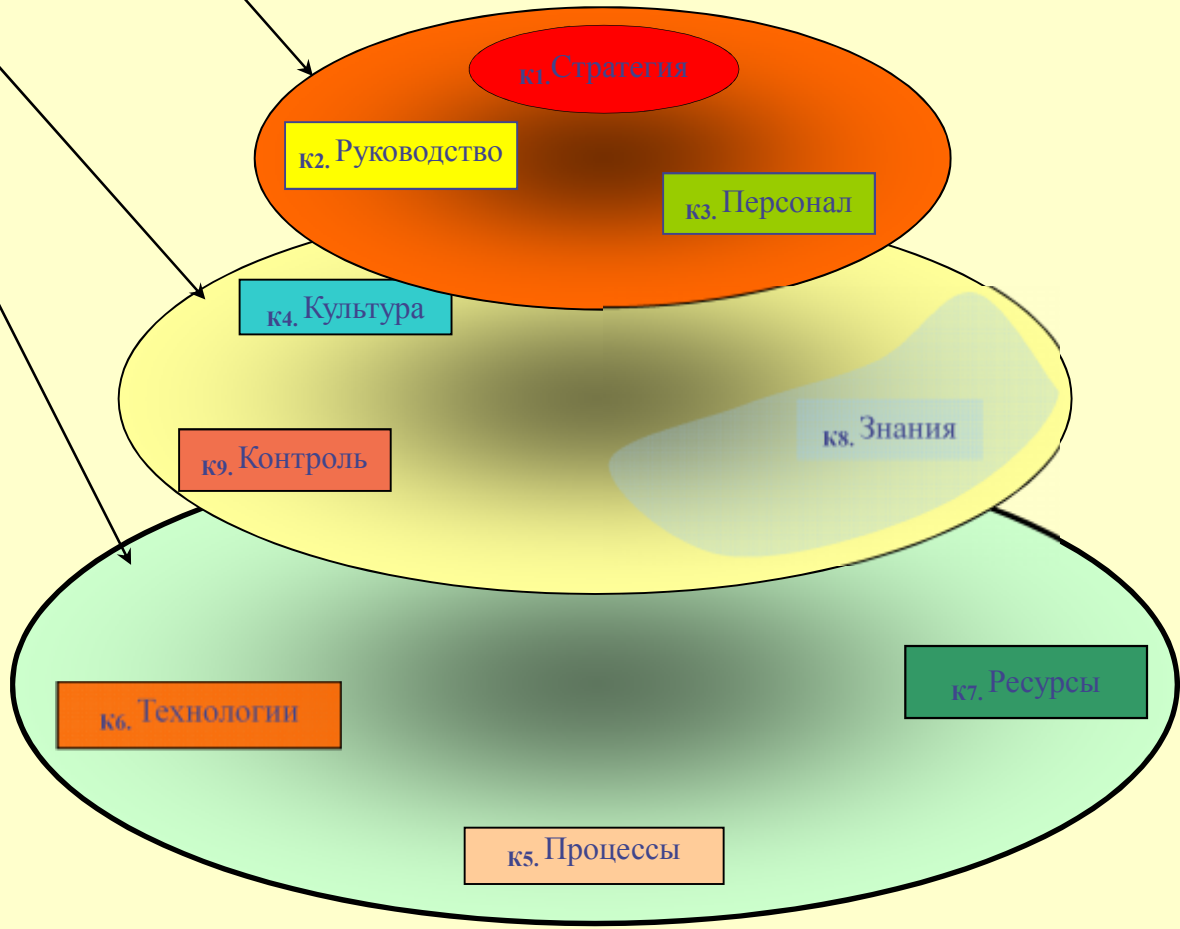 К1. Стратегия
К2. Руководство
К3. Персонал
К4. Культура
К8. Знания
К9. Контроль
К7. Ресурсы
К6. Технологии
К5. Процессы